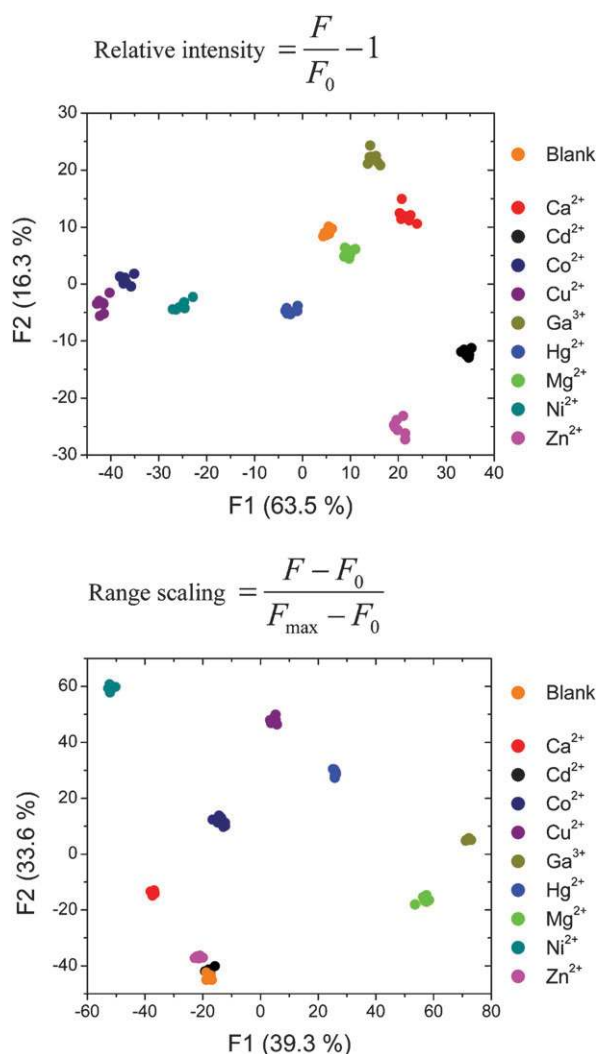 Relative intensity = F/F₀ − 1
30
20
10
0
-10
-20
-30
F2 (16.3 %)
-40 -30 -20 -10 0 10 20 30 40
F1 (63.5 %)
Blank
Ca²⁺
Cd²⁺
Co²⁺
Cu²⁺
Ga³⁺
Hg²⁺
Mg²⁺
Ni²⁺
Zn²⁺
Range scaling = (F − F₀)/(Fmax − F₀)
60
40
20
0
-20
-40
F2 (33.6 %)
-60 -40 -20 0 20 40 60 80
F1 (39.3 %)
Blank
Ca²⁺
Cd²⁺
Co²⁺
Cu²⁺
Ga³⁺
Hg²⁺
Mg²⁺
Ni²⁺
Zn²⁺